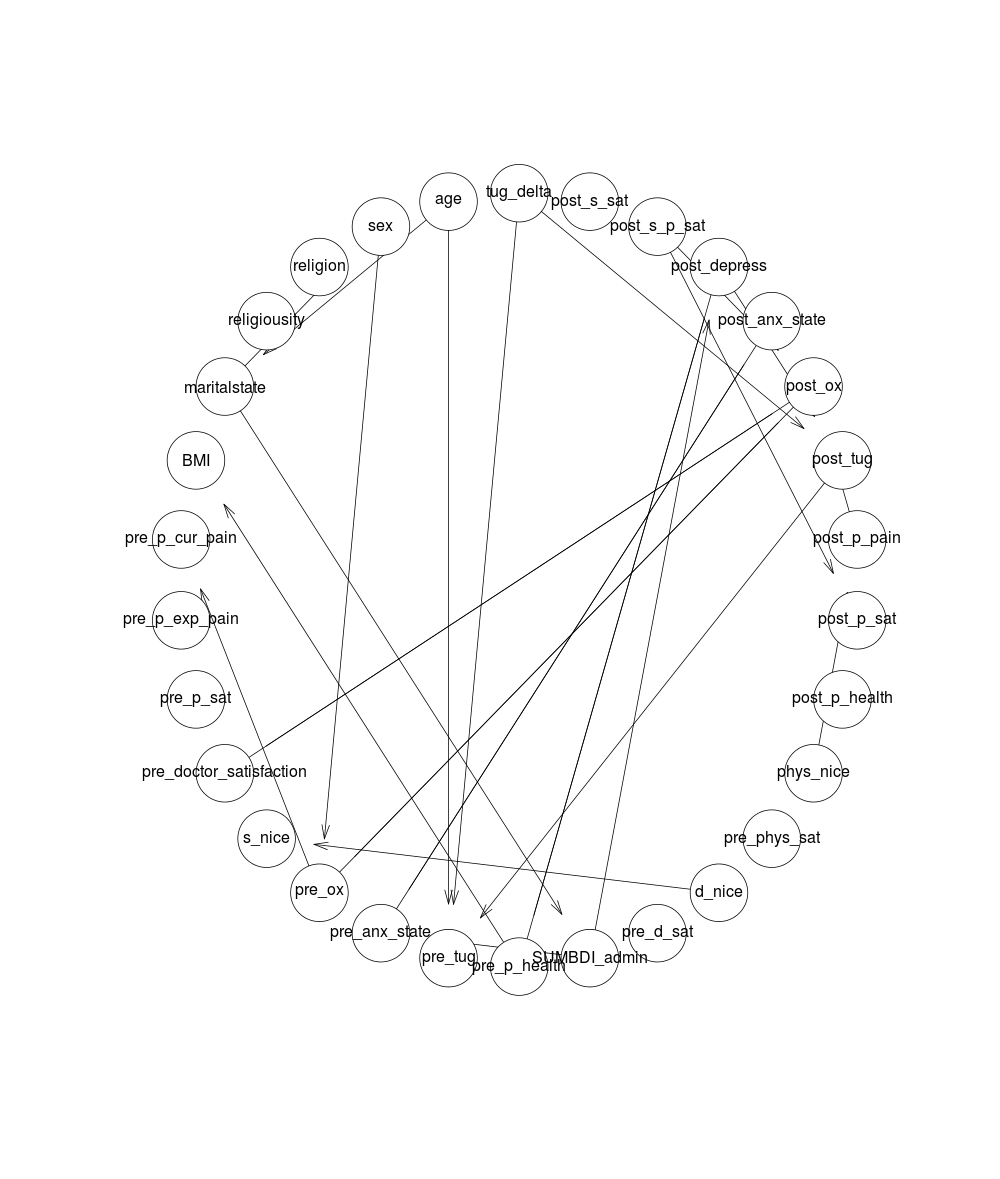 tug_delta
age
post_s_sat
sex
post_s_p_sat
religion
post_depress
religiousity
post_anx_state
maritalstate
post_ox
BMI
post_tug
pre_p_cur_pain
post_p_pain
pre_p_exp_pain
post_p_sat
pre_p_sat
post_p_health
pre_doctor_satisfaction
phys_nice
s_nice
pre_phys_sat
pre_ox
d_nice
pre_anx_state
pre_d_sat
pre_tug
pre_p_health
SUMBDI_admin